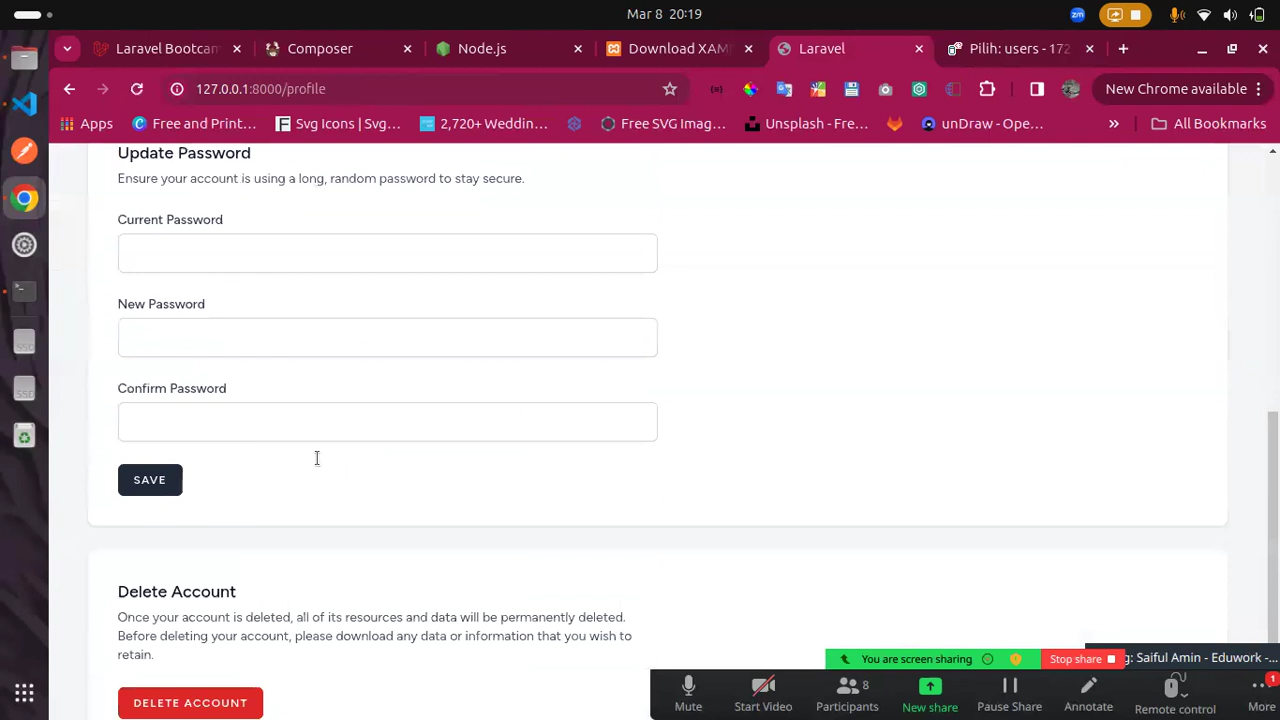 Mar 8 20:19
Laravel Bootcam
Composer
Node.js
Download XAM
Laravel
Pilih: users - 172
127.0.0.1:8000/profile
New Chrome available
Apps
Free and Print...
Svg Icons | Svg...
2,720+ Weddin...
Free SVG Imag...
Unsplash - Fre...
unDraw - Ope...
»
All Bookmarks
Update Password
Ensure your account is using a long, random password to stay secure.
Current Password
New Password
Confirm Password
SAVE
Delete Account
Once your account is deleted, all of its resources and data will be permanently deleted.
Before deleting your account, please download any data or information that you wish to
retain.
DELETE ACCOUNT
You are screen sharing
Stop share
g: Saiful Amin - Eduwork -...
Mute
Start Video
8
Participants
New share
Pause Share
Annotate
Remote control
1
More